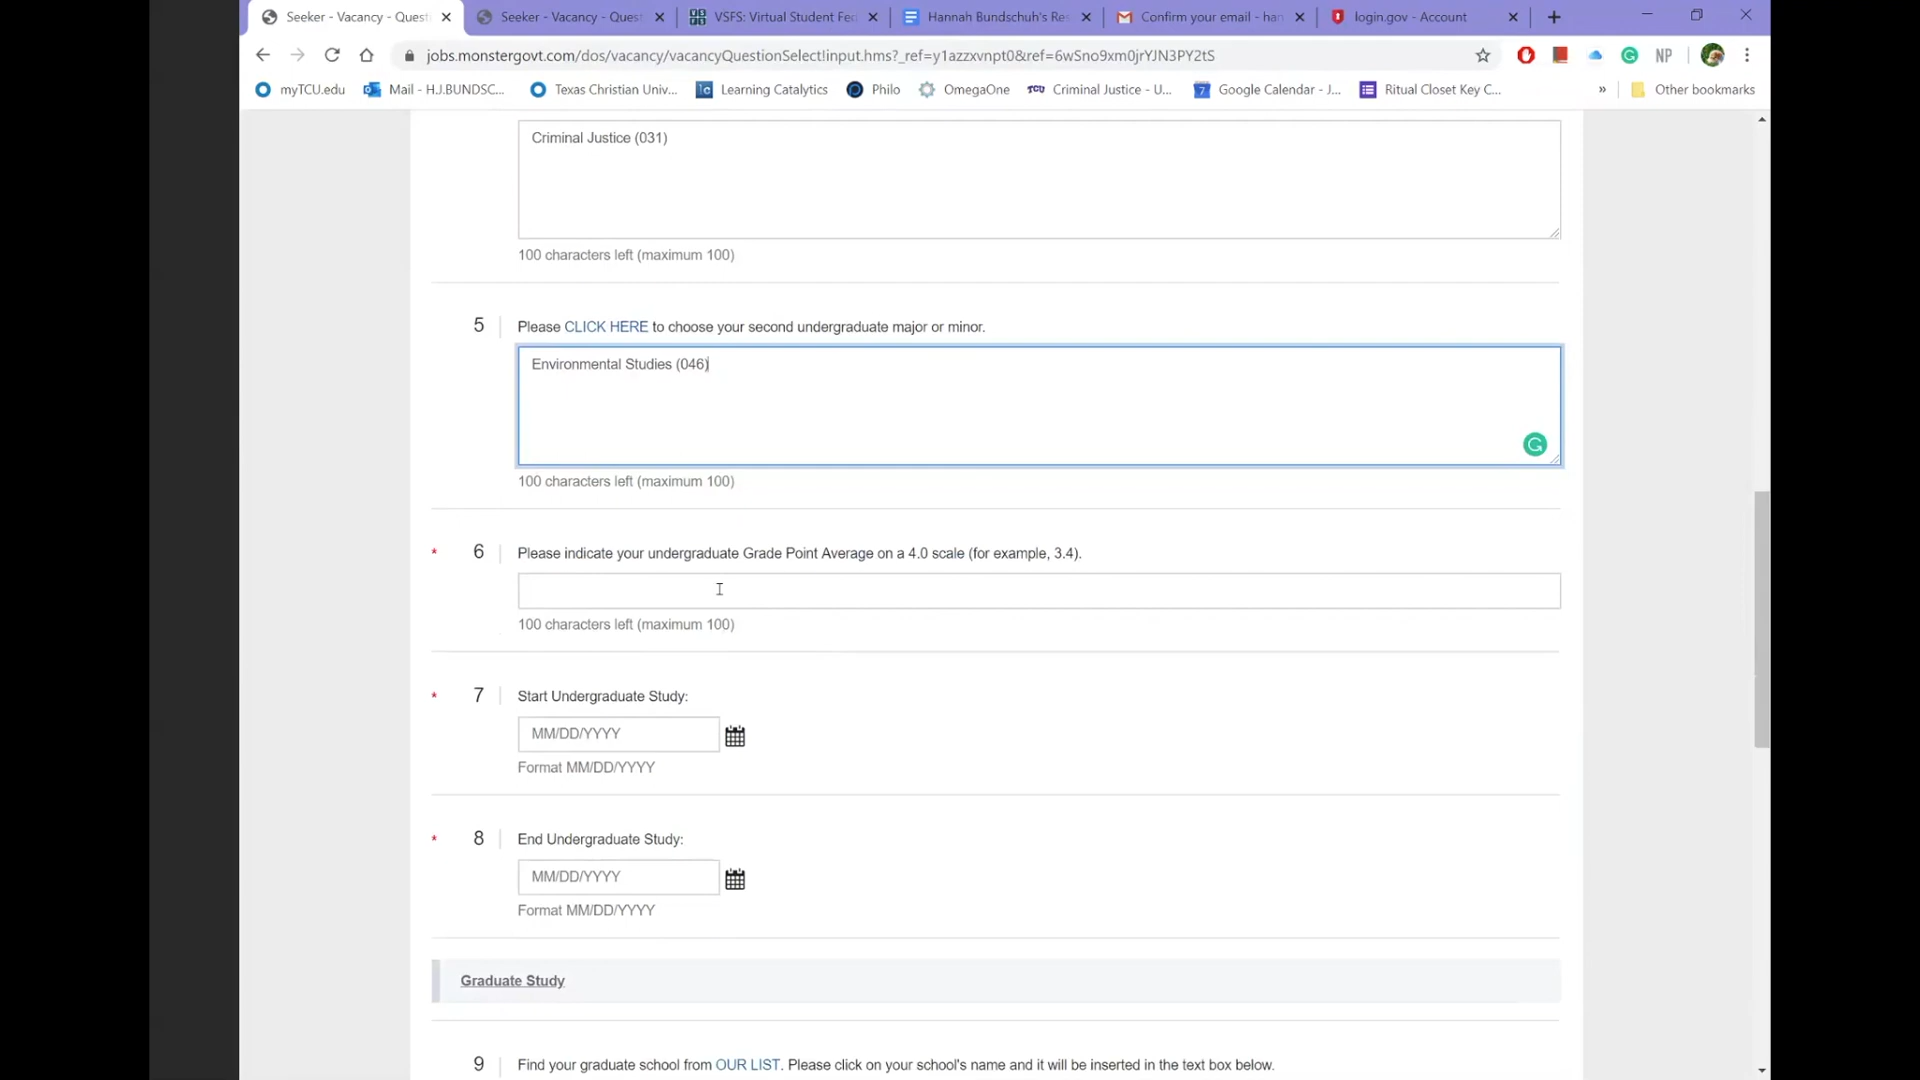 Seeker - Vacancy - Quest
Seeker - Vacancy - Quest
VSFS: Virtual Student Fed
Hannah Bundschuh's Res
Confirm your email - han
login.gov - Account
jobs.monstergovt.com/dos/vacancy/vacancyQuestionSelect!input.hms?_ref=y1azzxvnpt0&ref=6wSno9xm0jrYJN3PY2tS
NP
myTCU.edu
Mail - H.J.BUNDSC...
Texas Christian Univ...
Learning Catalytics
Philo
OmegaOne
TCU Criminal Justice - U...
7 Google Calendar - J...
Ritual Closet Key C...
»
Other bookmarks
Criminal Justice (031)
100 characters left (maximum 100)
5 Please CLICK HERE to choose your second undergraduate major or minor.
Environmental Studies (046)
100 characters left (maximum 100)
* 6 Please indicate your undergraduate Grade Point Average on a 4.0 scale (for example, 3.4).
100 characters left (maximum 100)
* 7 Start Undergraduate Study:
MM/DD/YYYY
Format MM/DD/YYYY
* 8 End Undergraduate Study:
MM/DD/YYYY
Format MM/DD/YYYY
Graduate Study
9 Find your graduate school from OUR LIST. Please click on your school's name and it will be inserted in the text box below.